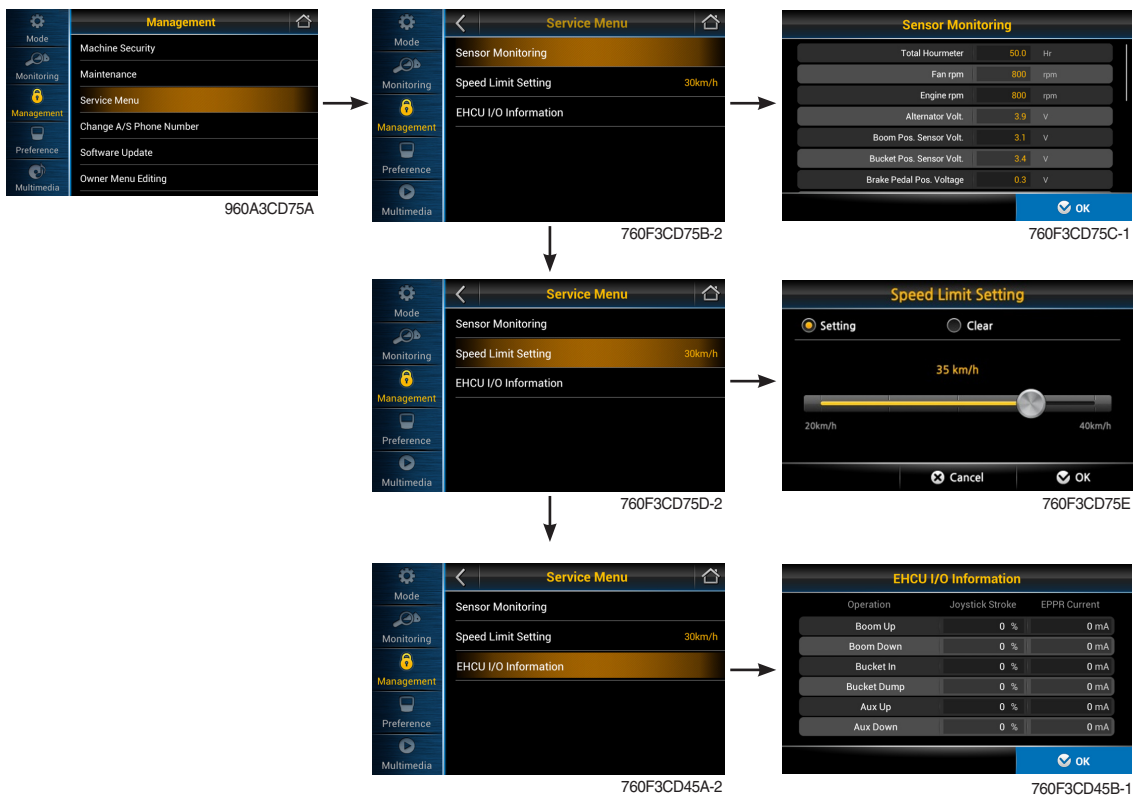 Management
Mode
Monitoring
Management
Preference
Multimedia
Machine Security
Maintenance
Service Menu
Change A/S Phone Number
Software Update
Owner Menu Editing
960A3CD75A
Service Menu
Mode
Monitoring
Management
Preference
Multimedia
Sensor Monitoring
Speed Limit Setting 30km/h
EHCU I/O Information
760F3CD75B-2
Sensor Monitoring
Total Hourmeter 50.0 Hr
Fan rpm 800 rpm
Engine rpm 800 rpm
Alternator Volt. 3.9 V
Boom Pos. Sensor Volt. 3.1 V
Bucket Pos. Sensor Volt. 3.4 V
Brake Pedal Pos. Voltage 0.3 V
OK
760F3CD75C-1
Service Menu
Mode
Monitoring
Management
Preference
Multimedia
Sensor Monitoring
Speed Limit Setting 30km/h
EHCU I/O Information
760F3CD75D-2
Speed Limit Setting
Setting Clear
35 km/h
20km/h 40km/h
Cancel OK
760F3CD75E
Service Menu
Mode
Monitoring
Management
Preference
Multimedia
Sensor Monitoring
Speed Limit Setting 30km/h
EHCU I/O Information
760F3CD45A-2
EHCU I/O Information
Operation Joystick Stroke EPPR Current
Boom Up 0 % 0 mA
Boom Down 0 % 0 mA
Bucket In 0 % 0 mA
Bucket Dump 0 % 0 mA
Aux Up 0 % 0 mA
Aux Down 0 % 0 mA
OK
760F3CD45B-1